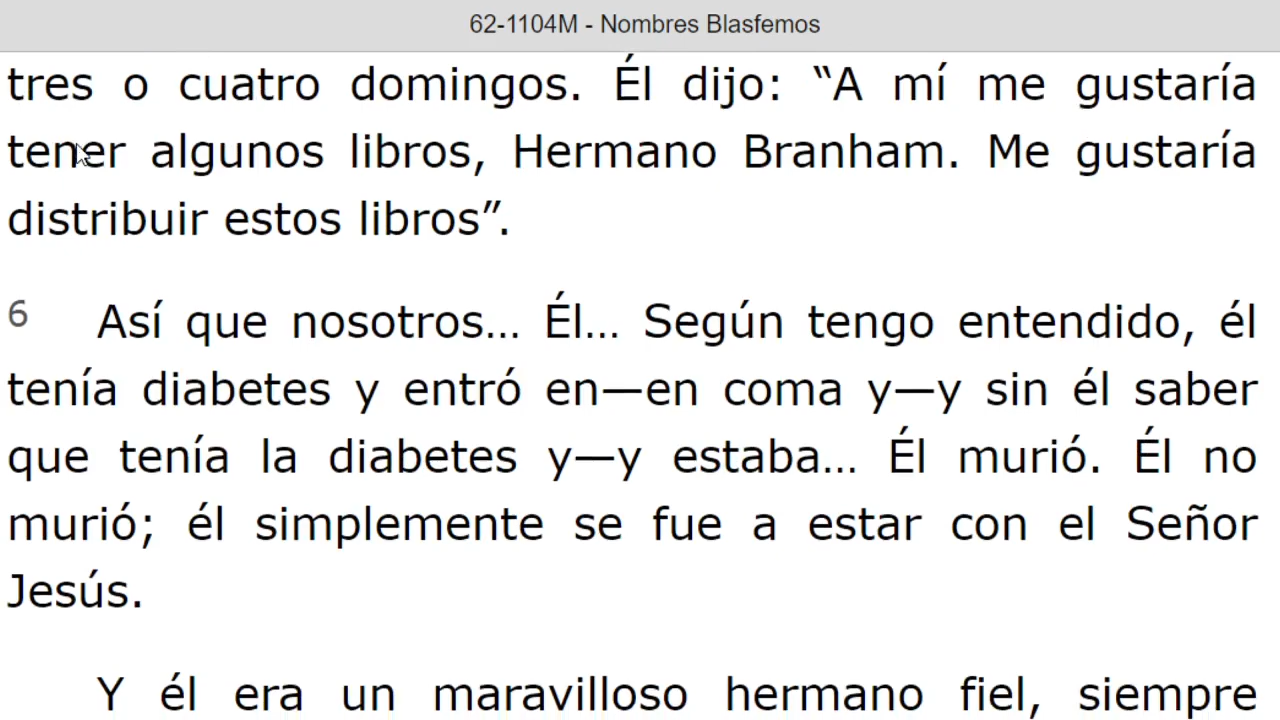 62-1104M - Nombres Blasfemos
tres o cuatro domingos. Él dijo: “A mí me gustaría
tener algunos libros, Hermano Branham. Me gustaría
distribuir estos libros”.
6 Así que nosotros… Él… Según tengo entendido, él
tenía diabetes y entró en—en coma y—y sin él saber
que tenía la diabetes y—y estaba… Él murió. Él no
murió; él simplemente se fue a estar con el Señor
Jesús.
Y él era un maravilloso hermano fiel, siempre